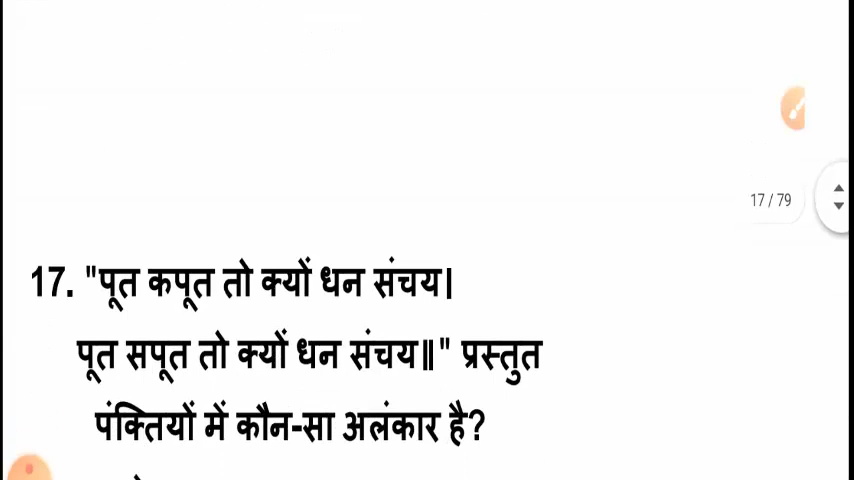 17 / 79
17. "पूत कपूत तो क्यों धन संचय।
पूत सपूत तो क्यों धन संचय॥" प्रस्तुत
पंक्तियों में कौन-सा अलंकार है?